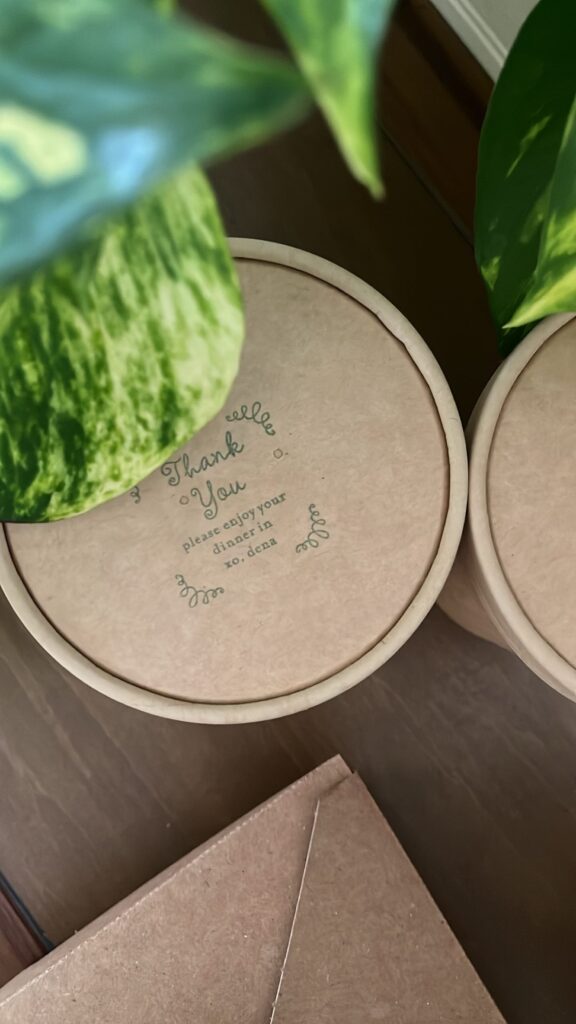 Thank
You
please enjoy your
dinner in
xo, dena